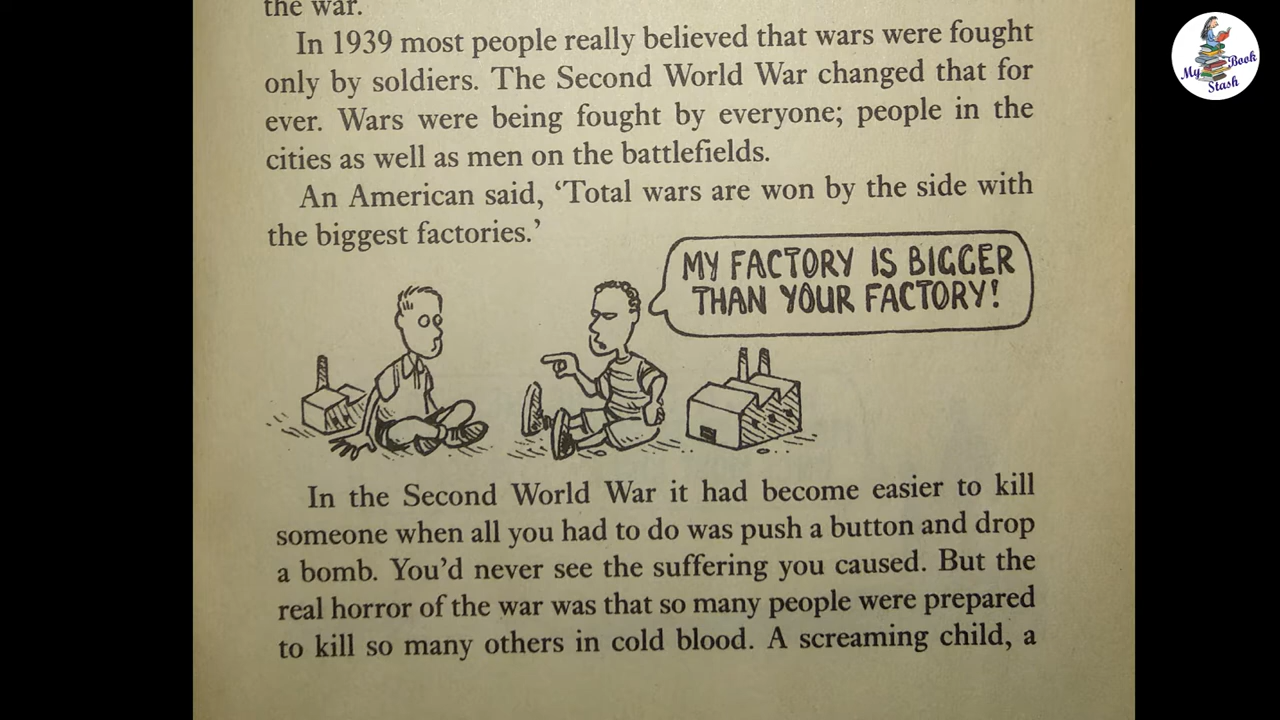 the war.
In 1939 most people really believed that wars were fought
only by soldiers. The Second World War changed that for
ever. Wars were being fought by everyone; people in the
cities as well as men on the battlefields.
An American said, ‘Total wars are won by the side with
the biggest factories.’
MY FACTORY IS BIGGER
THAN YOUR FACTORY!
In the Second World War it had become easier to kill
someone when all you had to do was push a button and drop
a bomb. You’d never see the suffering you caused. But the
real horror of the war was that so many people were prepared
to kill so many others in cold blood. A screaming child, a
My Book
Stash